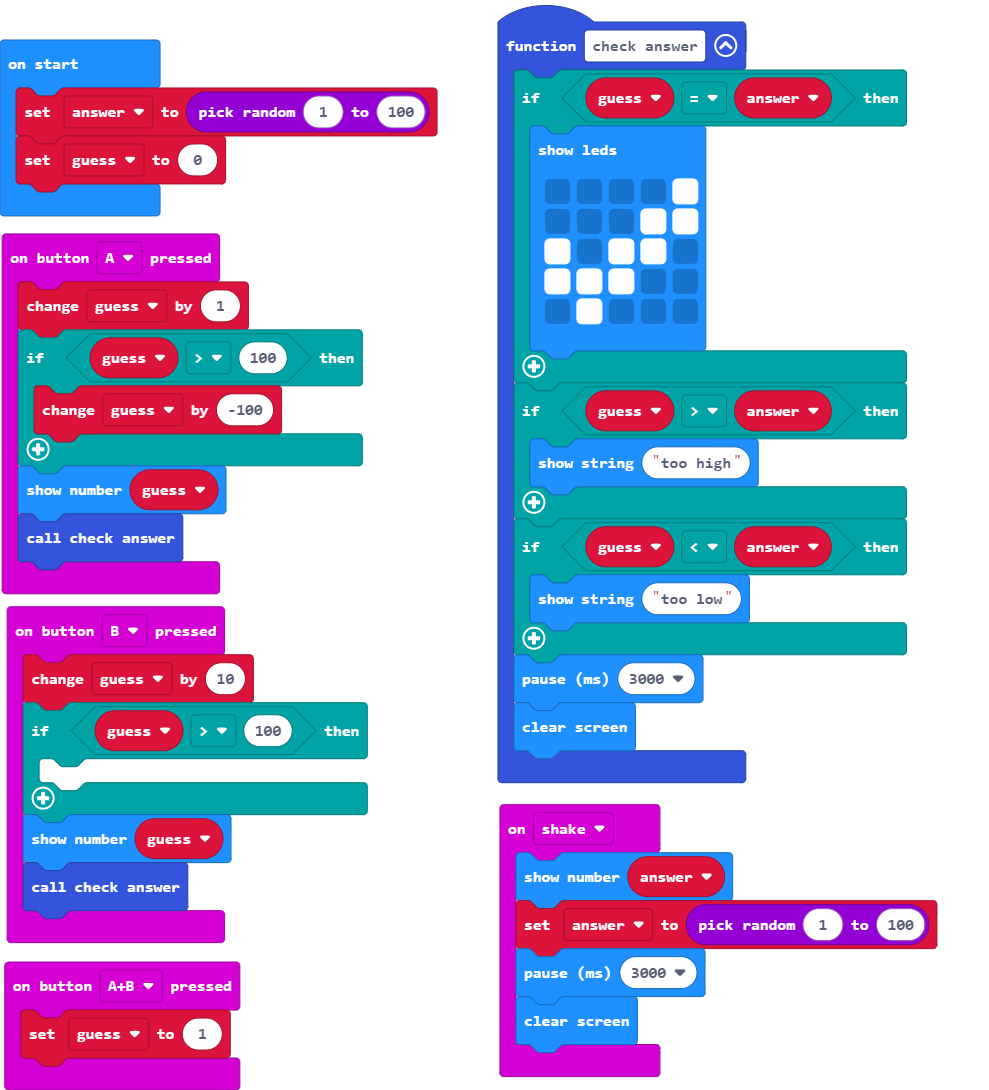 on start
set answer to pick random 1 to 100
set guess to 0
on button A pressed
change guess by 1
if guess > 100 then
change guess by -100
show number guess
call check answer
on button B pressed
change guess by 10
if guess > 100 then
show number guess
call check answer
on button A+B pressed
set guess to 1
function check answer
if guess = answer then
show leds
if guess > answer then
show string "too high"
if guess < answer then
show string "too low"
pause (ms) 3000
clear screen
on shake
show number answer
set answer to pick random 1 to 100
pause (ms) 3000
clear screen